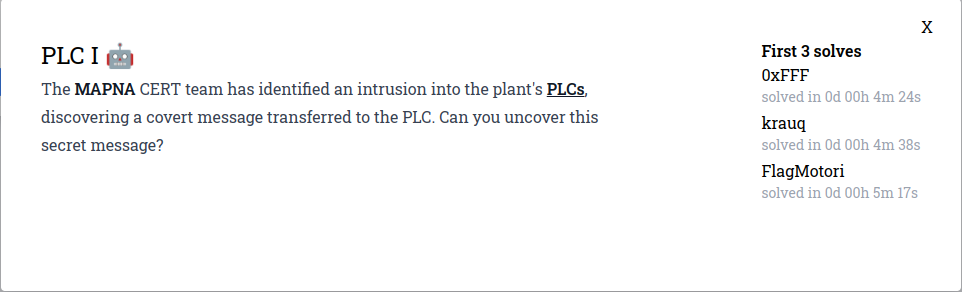 X
PLC I 🤖
The MAPNA CERT team has identified an intrusion into the plant's PLCs,
discovering a covert message transferred to the PLC. Can you uncover this
secret message?
First 3 solves
0xFFF
solved in 0d 00h 4m 24s
krauq
solved in 0d 00h 4m 38s
FlagMotori
solved in 0d 00h 5m 17s